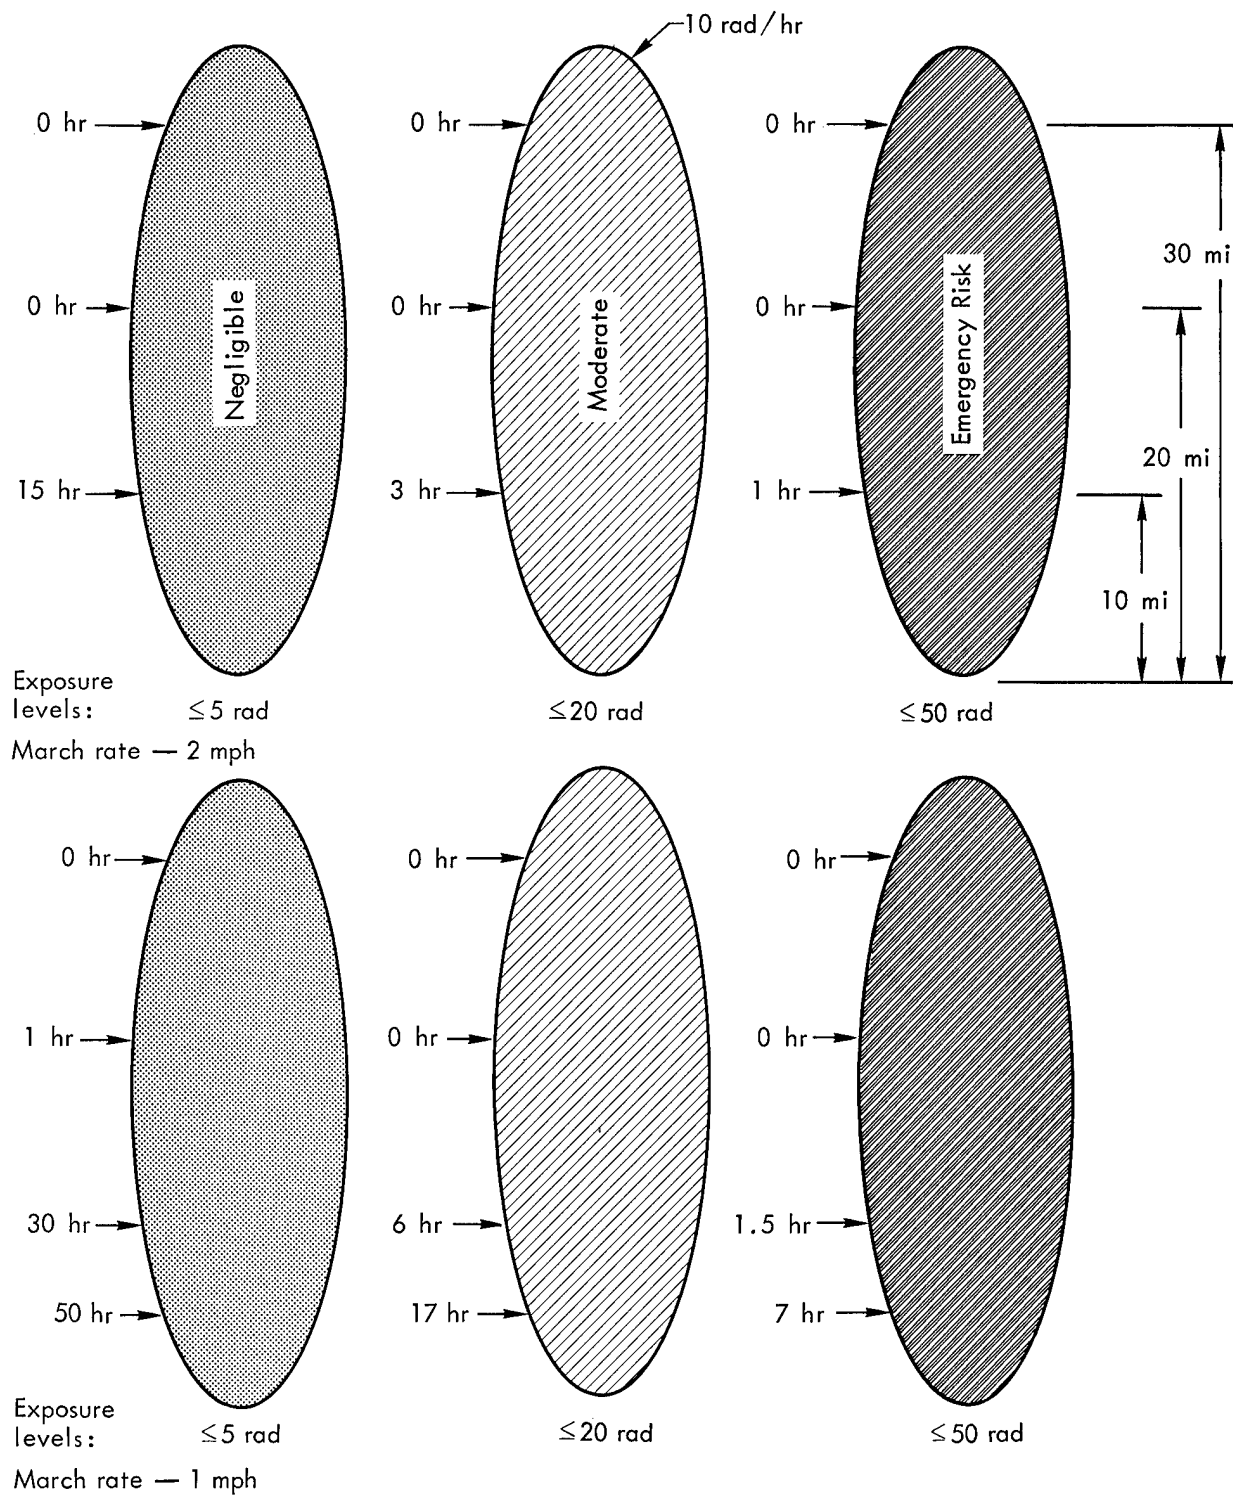 10 rad/hr
0 hr
0 hr
0 hr
30 mi
0 hr
0 hr
0 hr
Negligible
Moderate
Emergency Risk
20 mi
15 hr
3 hr
1 hr
10 mi
Exposure
levels:
≤5 rad
≤20 rad
≤50 rad
March rate — 2 mph
0 hr
0 hr
0 hr
1 hr
0 hr
0 hr
30 hr
6 hr
1.5 hr
50 hr
17 hr
7 hr
Exposure
levels:
≤5 rad
≤20 rad
≤50 rad
March rate — 1 mph